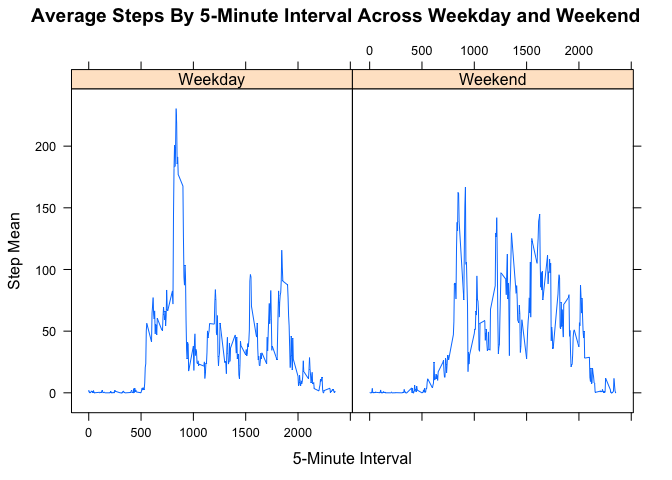 Average Steps By 5-Minute Interval Across Weekday and Weekend
0 500 1000 1500 2000
Weekday Weekend
200
150
100
50
0
Step Mean
0 500 1000 1500 2000
5-Minute Interval